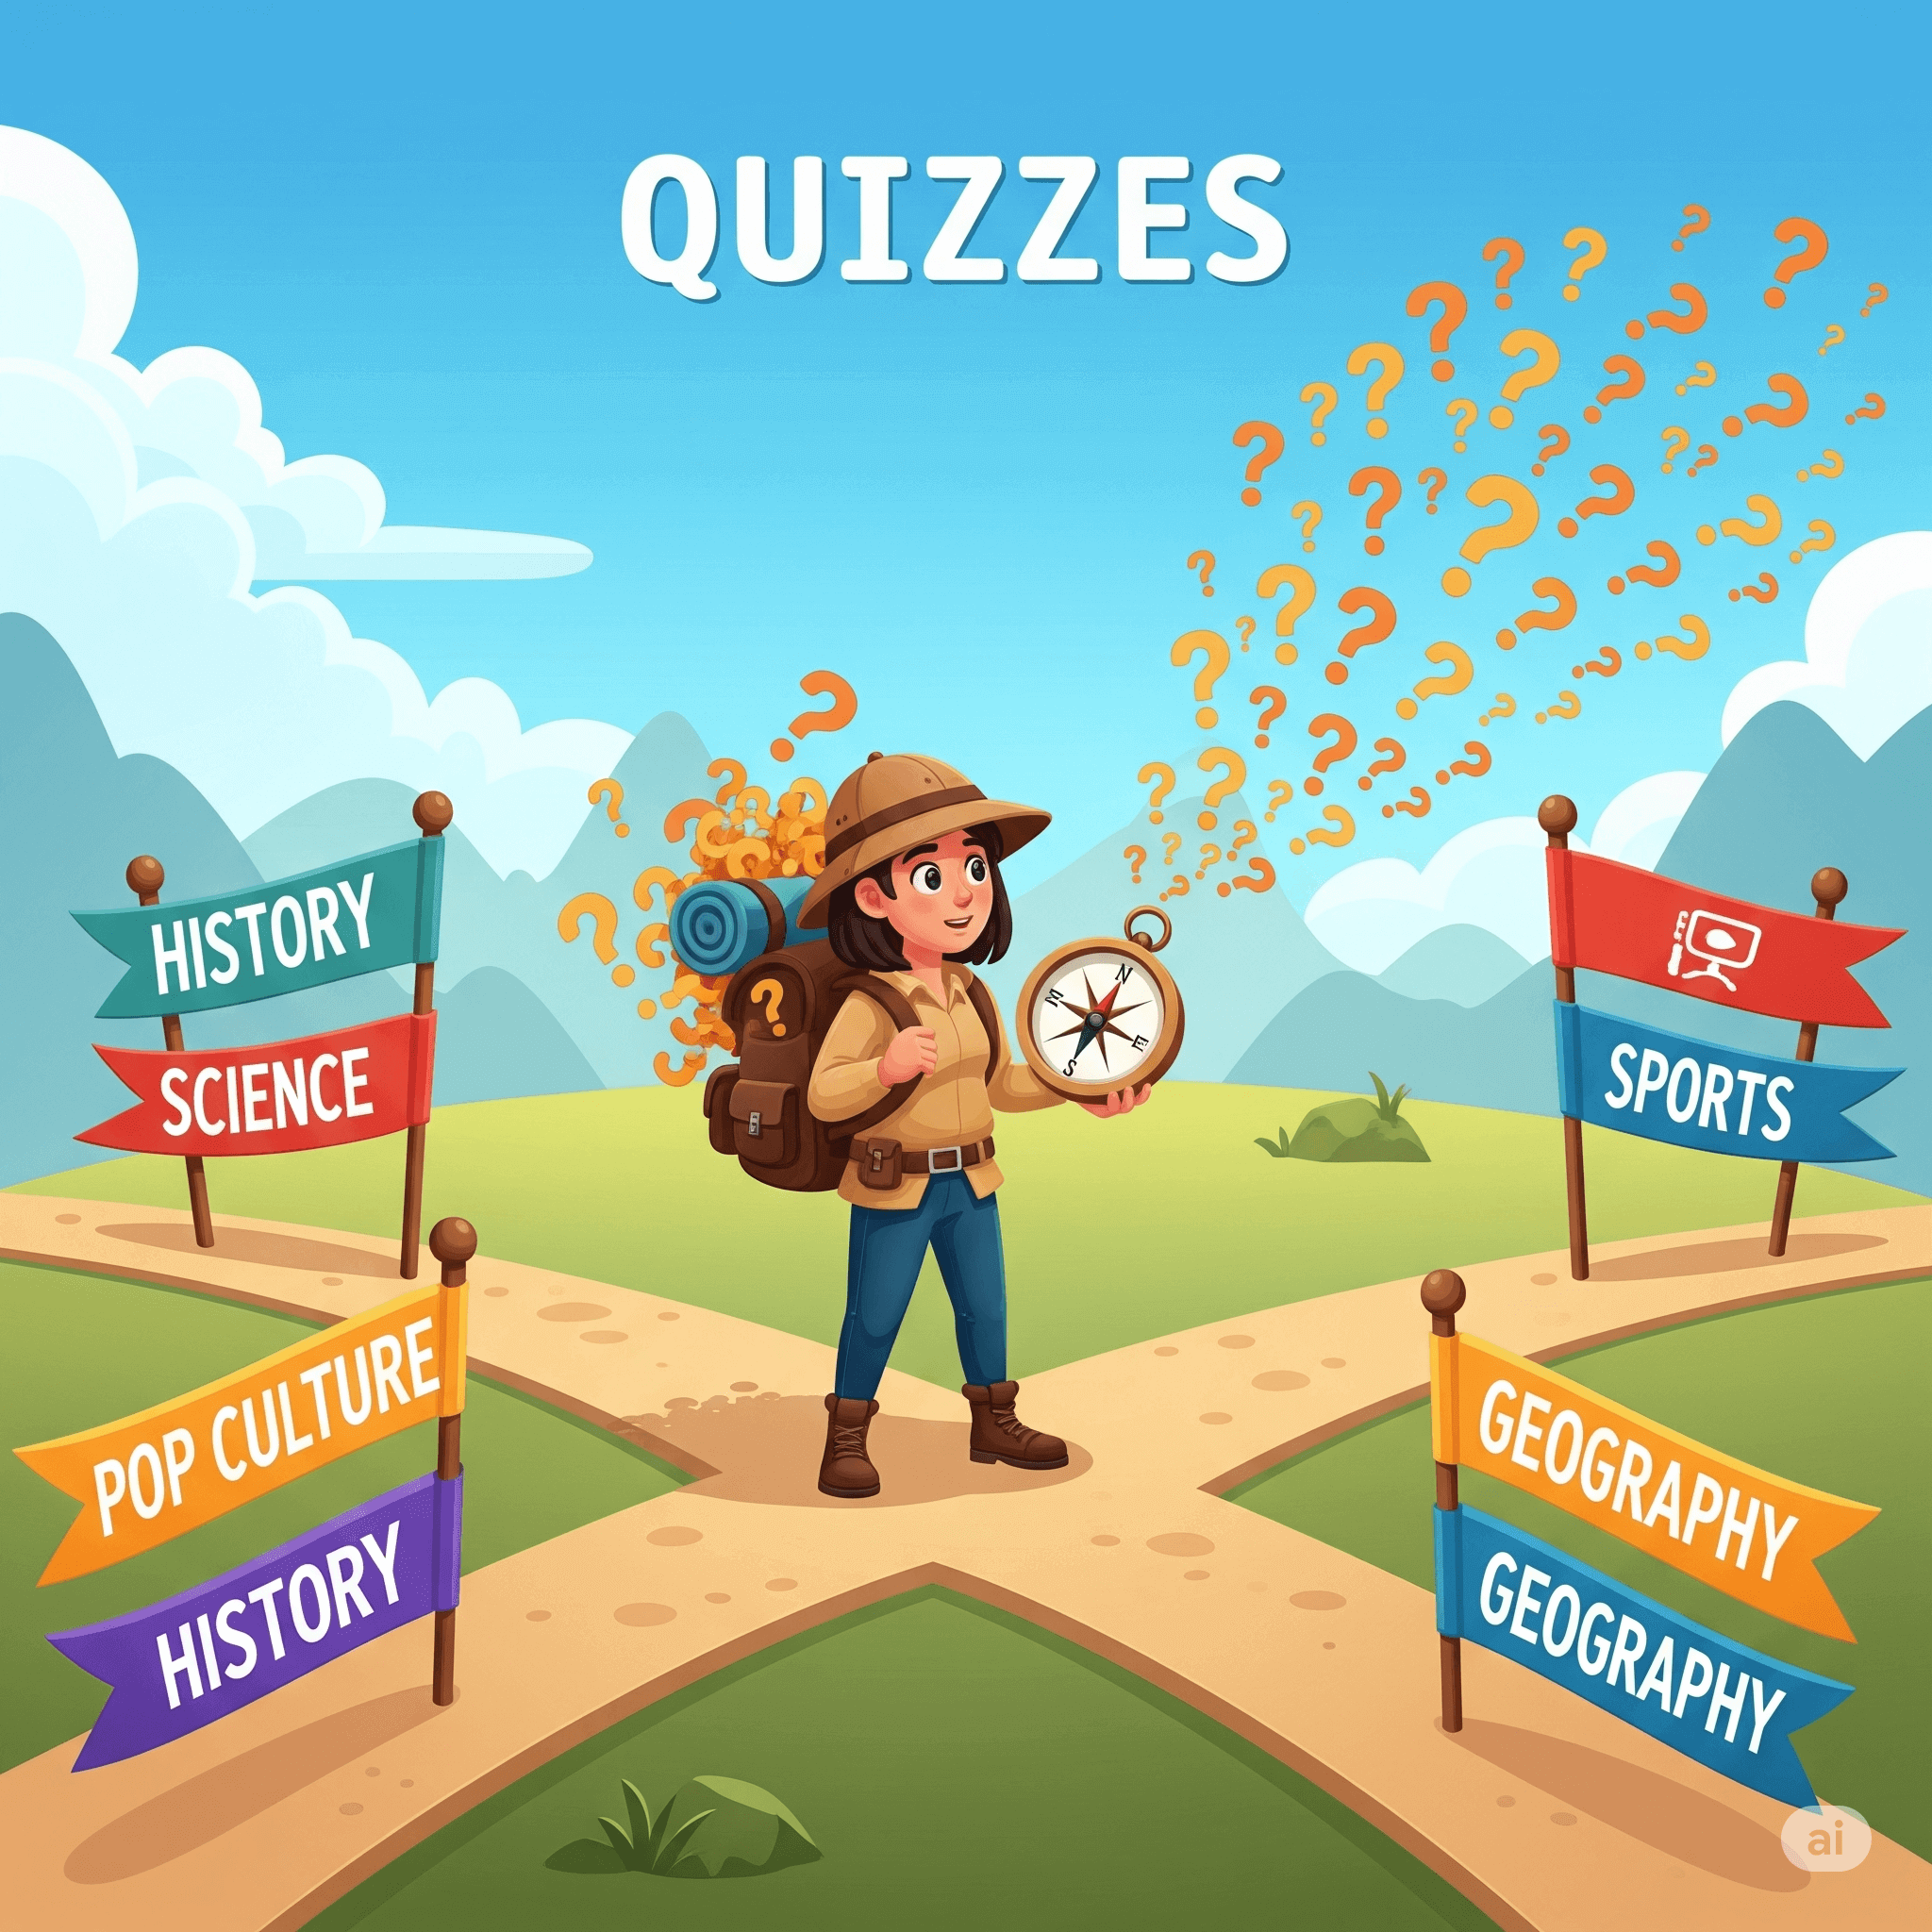 QUIZZES
HISTORY
SCIENCE
SPORTS
N
E
E
S
POP CULTURE
HISTORY
GEOGRAPHY
GEOGRAPHY
ai